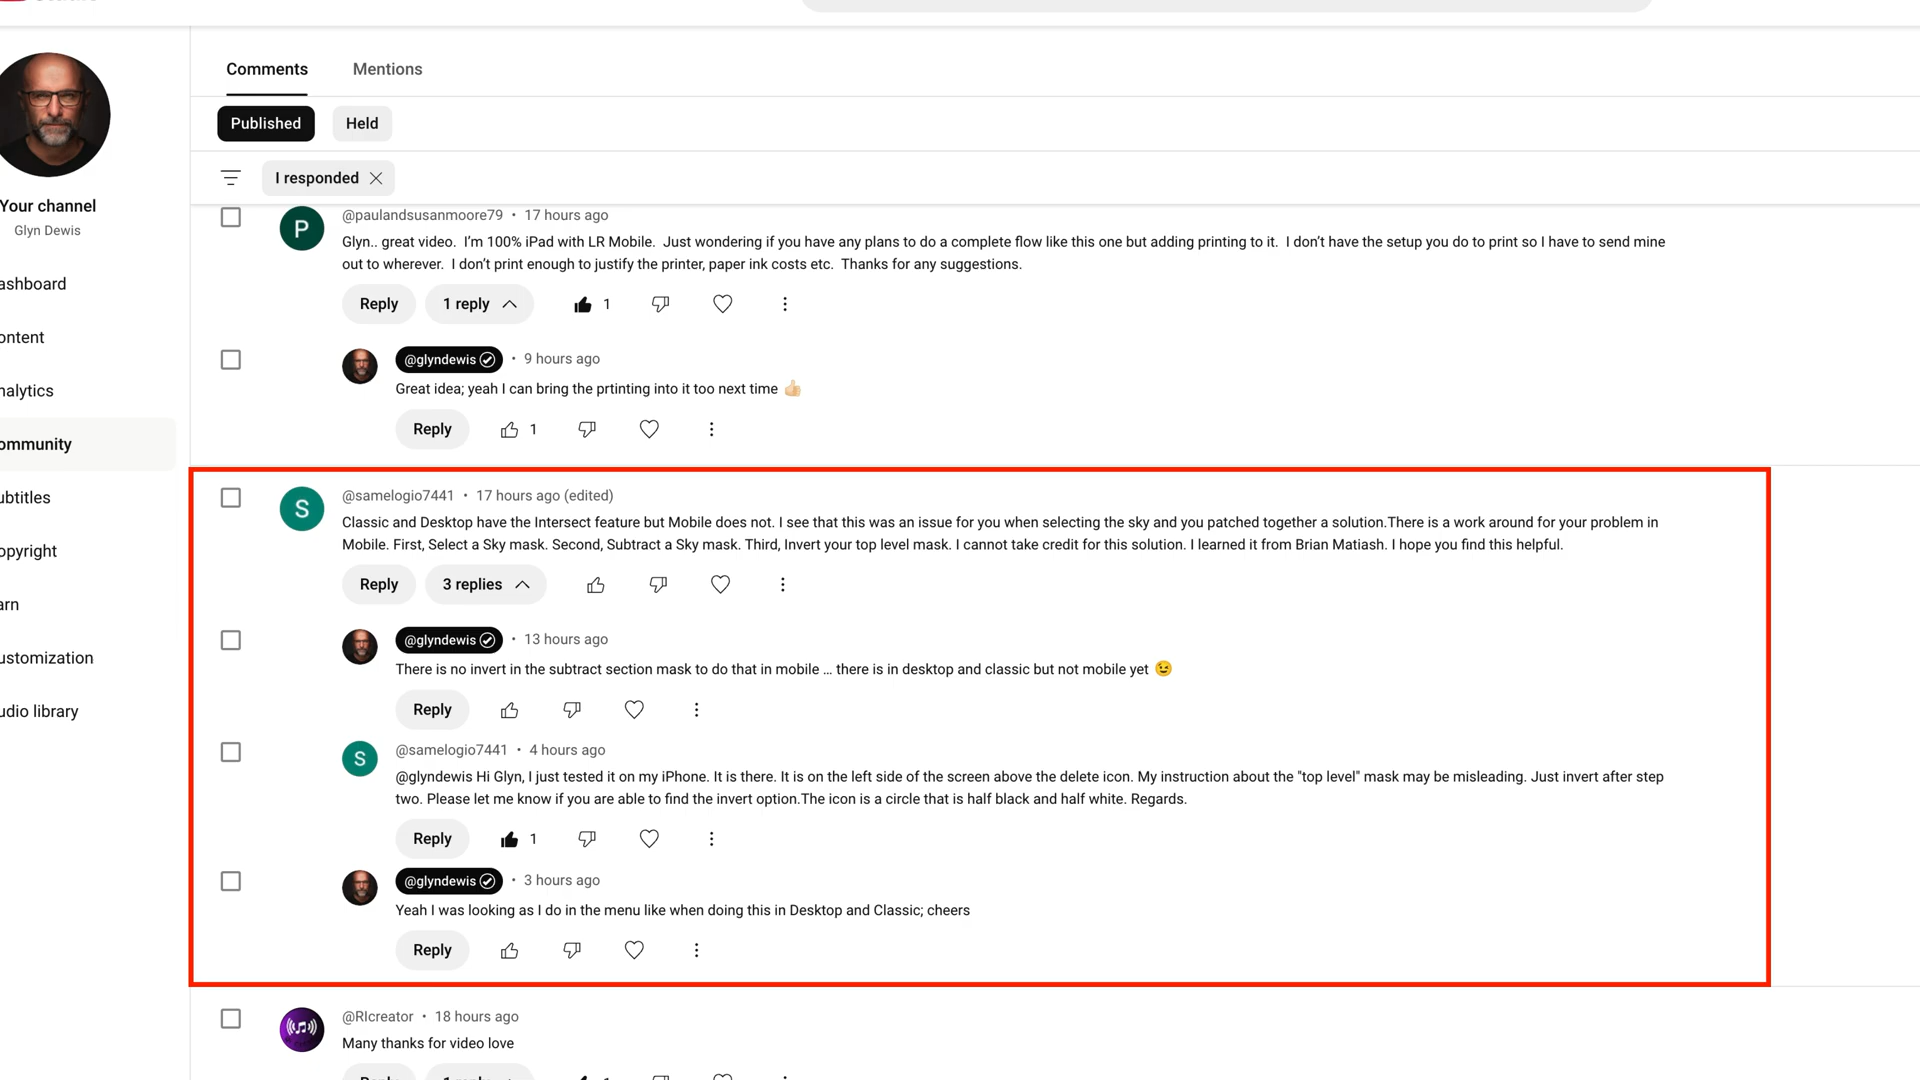 Comments Mentions
Published Held
I responded
Your channel
Glyn Dewis
ashboard
ontent
nalytics
ommunity
ubtitles
opyright
arn
ustomization
udio library
P
@paulandsusanmoore79 • 17 hours ago
Glyn.. great video.  I’m 100% iPad with LR Mobile.  Just wondering if you have any plans to do a complete flow like this one but adding printing to it.  I don’t have the setup you do to print so I have to send mine
out to wherever.  I don’t print enough to justify the printer, paper ink costs etc.  Thanks for any suggestions.
Reply 1 reply 1
@glyndewis • 9 hours ago
Great idea; yeah I can bring the prtinting into it too next time 👍🏻
Reply 1
S
@samelogio7441 • 17 hours ago (edited)
Classic and Desktop have the Intersect feature but Mobile does not. I see that this was an issue for you when selecting the sky and you patched together a solution.There is a work around for your problem in
Mobile. First, Select a Sky mask. Second, Subtract a Sky mask. Third, Invert your top level mask. I cannot take credit for this solution. I learned it from Brian Matiash. I hope you find this helpful.
Reply 3 replies
@glyndewis • 13 hours ago
There is no invert in the subtract section mask to do that in mobile … there is in desktop and classic but not mobile yet 😉
Reply
S
@samelogio7441 • 4 hours ago
@glyndewis Hi Glyn, I just tested it on my iPhone. It is there. It is on the left side of the screen above the delete icon. My instruction about the "top level" mask may be misleading. Just invert after step
two. Please let me know if you are able to find the invert option.The icon is a circle that is half black and half white. Regards.
Reply 1
@glyndewis • 3 hours ago
Yeah I was looking as I do in the menu like when doing this in Desktop and Classic; cheers
Reply
@RIcreator • 18 hours ago
Many thanks for video love